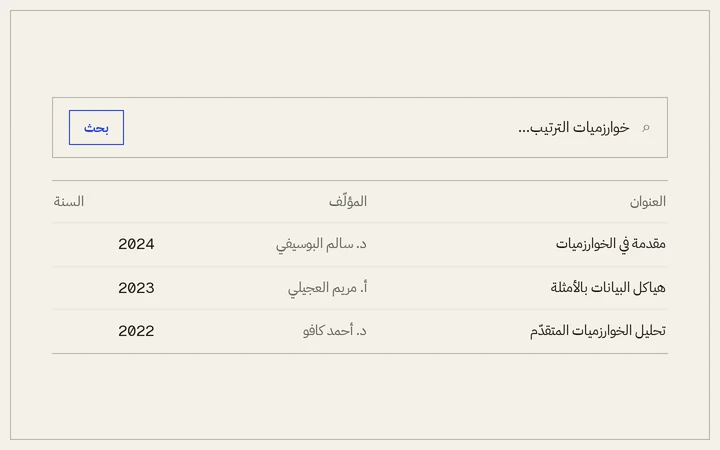 ⌕ خوارزميات الترتيب... بحث
العنوان المؤلّف السنة
مقدمة في الخوارزميات د. سالم البوسيفي 2024
هياكل البيانات بالأمثلة أ. مريم العجيلي 2023
تحليل الخوارزميات المتقدّم د. أحمد كافو 2022